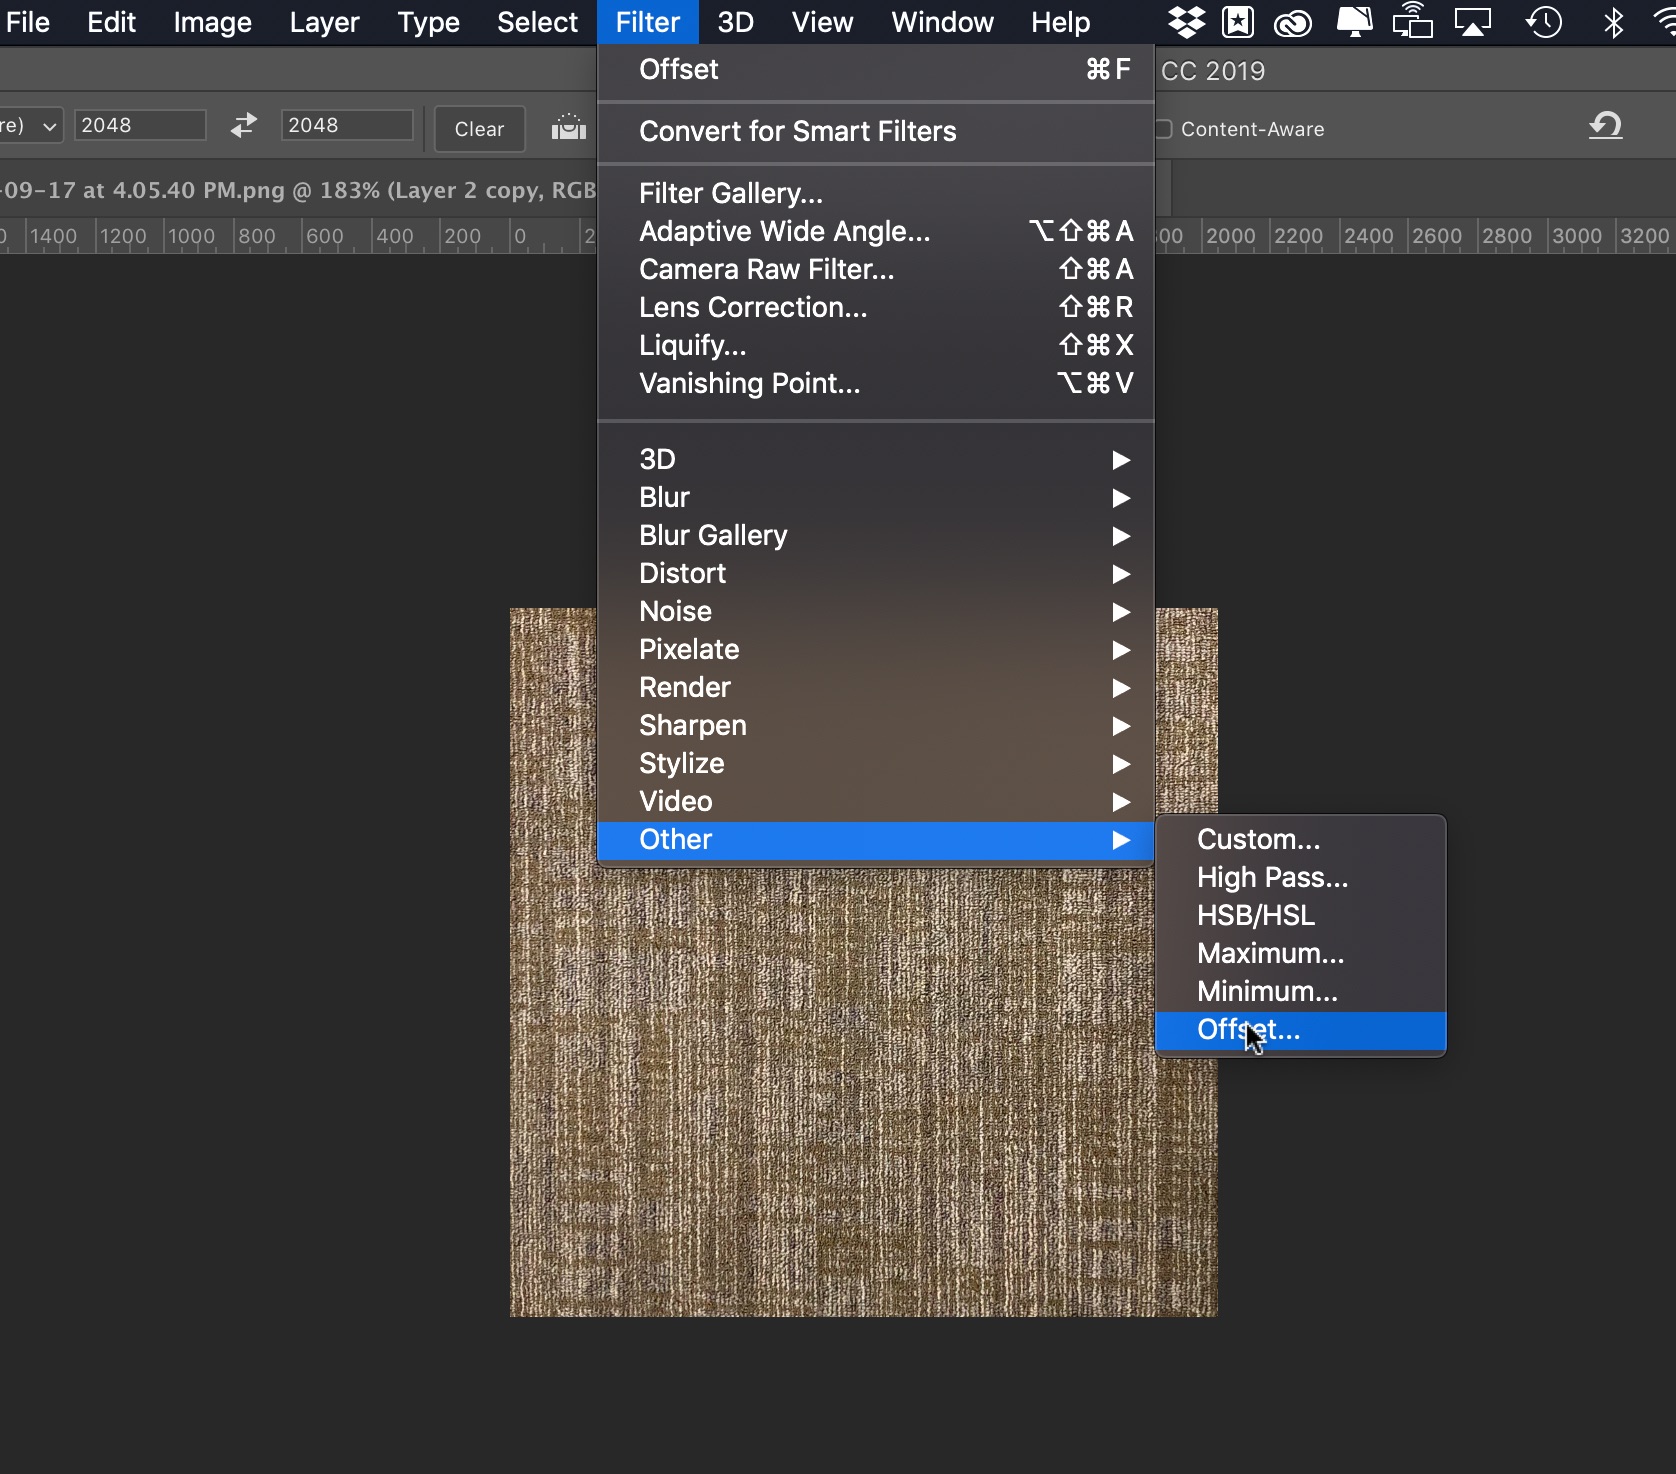 File Edit Image Layer Type Select Filter 3D View Window Help
Offset ⌘F
CC 2019
re) 2048 2048 Clear
Convert for Smart Filters
Content-Aware
-09-17 at 4.05.40 PM.png @ 183% (Layer 2 copy, RGB
Filter Gallery...
1400 1200 1000 800 600 400 200 0 2
Adaptive Wide Angle... ⌥⇧⌘A
00 2000 2200 2400 2600 2800 3000 3200
Camera Raw Filter... ⇧⌘A
Lens Correction... ⇧⌘R
Liquify... ⇧⌘X
Vanishing Point... ⌥⌘V
3D
Blur
Blur Gallery
Distort
Noise
Pixelate
Render
Sharpen
Stylize
Video
Other
Custom...
High Pass...
HSB/HSL
Maximum...
Minimum...
Offset...